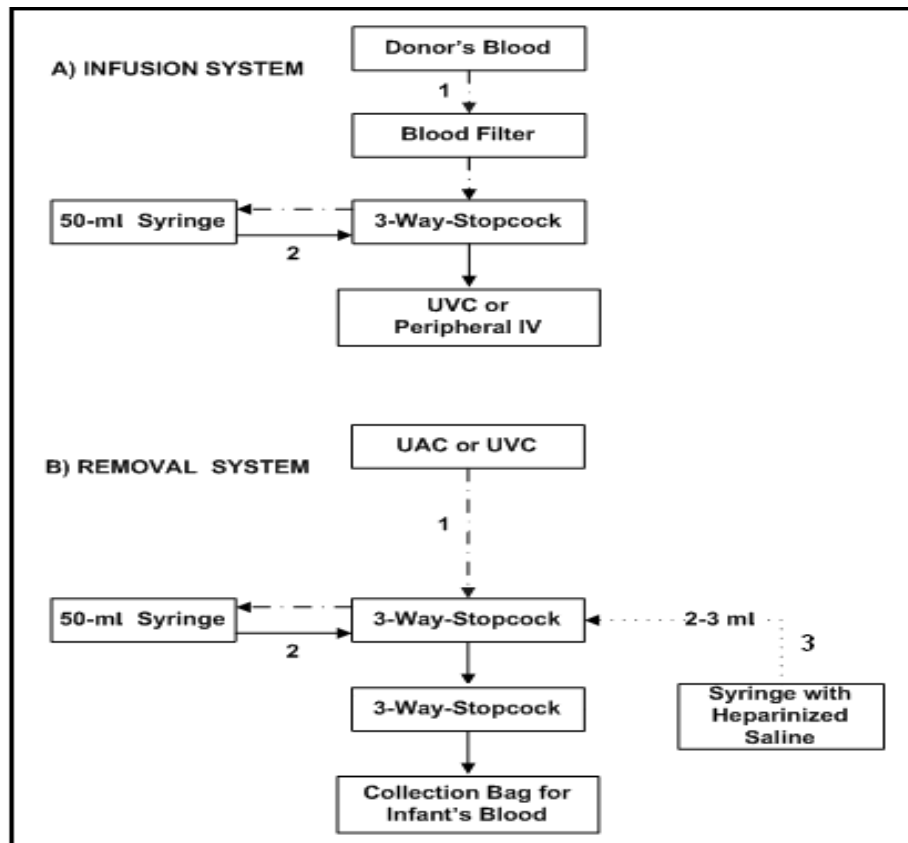 Donor's Blood
A) INFUSION SYSTEM
1
Blood Filter
50-ml Syringe
3-Way-Stopcock
2
UVC or
Peripheral IV
UAC or UVC
B) REMOVAL SYSTEM
1
50-ml Syringe
3-Way-Stopcock
2-3 ml
2
3
3-Way-Stopcock
Syringe with
Heparinized
Saline
Collection Bag for
Infant's Blood